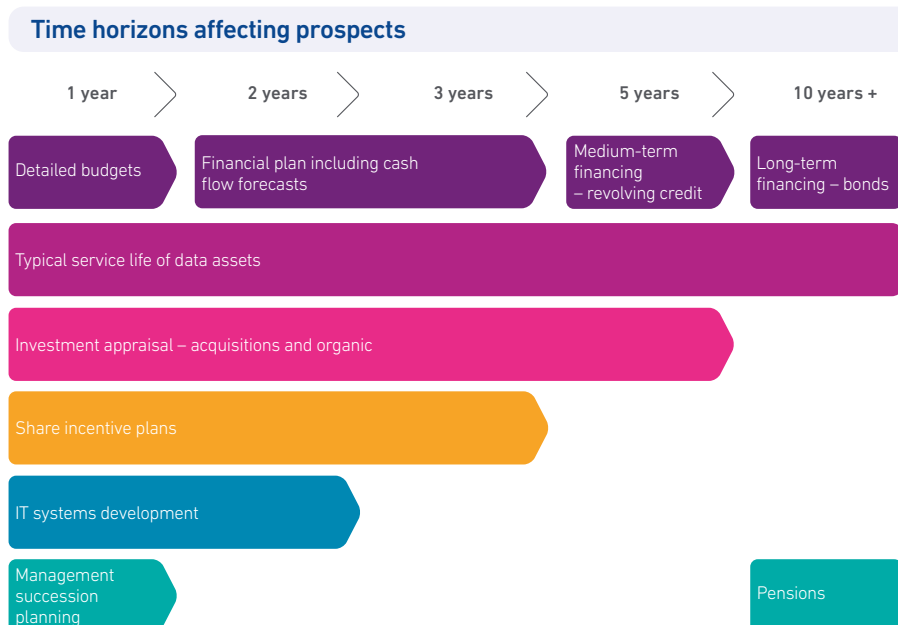 Time horizons affecting prospects
1 year
2 years
3 years
5 years
10 years +
Detailed budgets
Financial plan including cash
flow forecasts
Medium-term
financing
– revolving credit
Long-term
financing – bonds
Typical service life of data assets
Investment appraisal – acquisitions and organic
Share incentive plans
IT systems development
Management
succession
planning
Pensions